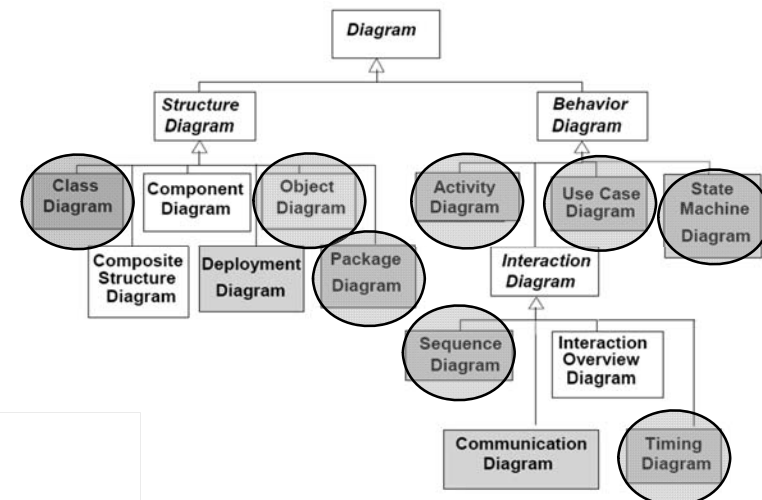 Diagram
Structure
Diagram
Behavior
Diagram
Class
Diagram
Component
Diagram
Object
Diagram
Activity
Diagram
Use Case
Diagram
State
Machine
Diagram
Composite
Structure
Diagram
Deployment
Diagram
Package
Diagram
Interaction
Diagram
Sequence
Diagram
Interaction
Overview
Diagram
Communication
Diagram
Timing
Diagram